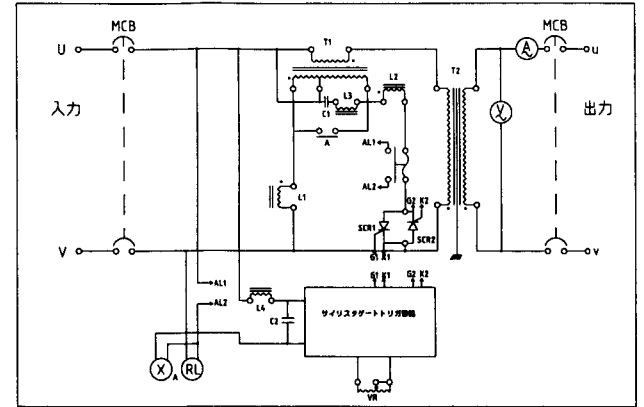 MCB
MCB
U
T1
T2
A
u
入力
C1
L3
L2
V
出力
A
AL1
L1
AL2
G2 K2
SCR1
SCR2
V
v
G1 K1
G1 K1
G2 K2
AL1
AL2
L4
C2
サイリスタゲートトリガ回路
X
A
RL
VR